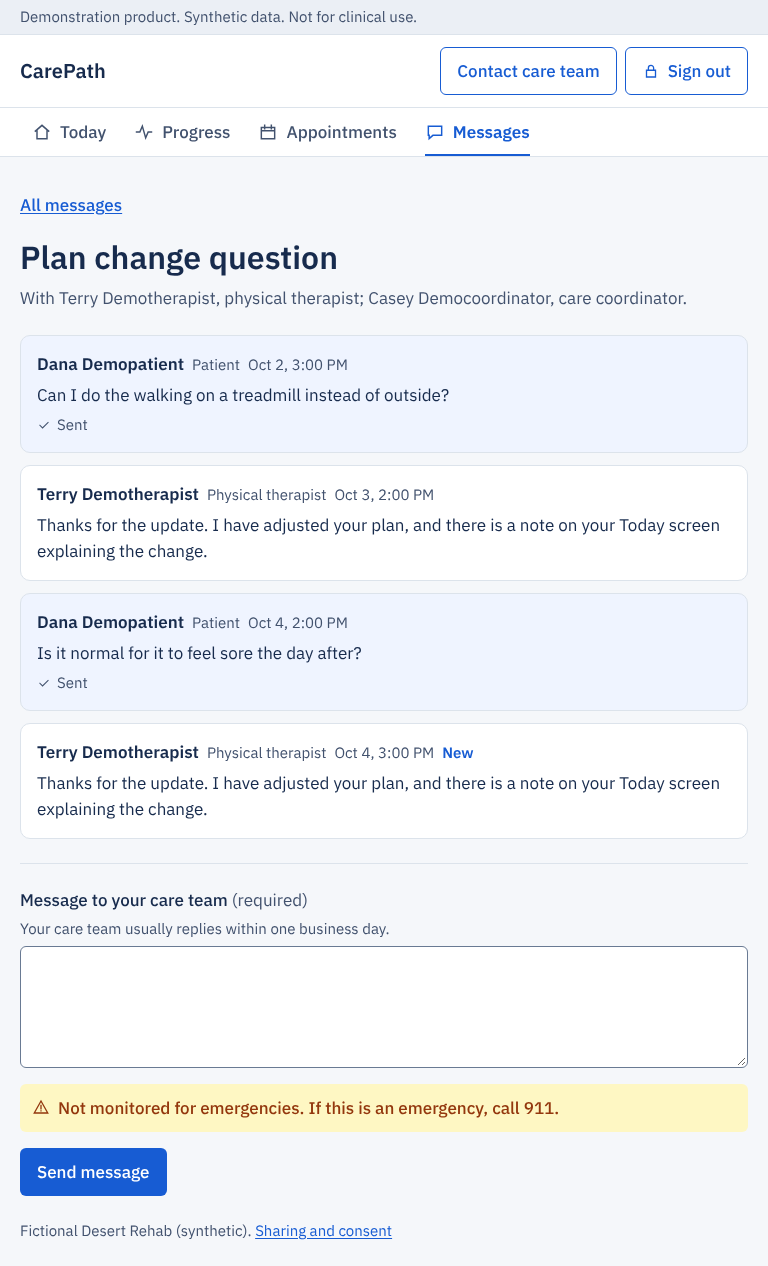 Demonstration product. Synthetic data. Not for clinical use.
CarePath
Contact care team
Sign out
Today
Progress
Appointments
Messages
All messages
Plan change question
With Terry Demotherapist, physical therapist; Casey Democoordinator, care coordinator.
Dana Demopatient Patient Oct 2, 3:00 PM
Can I do the walking on a treadmill instead of outside?
Sent
Terry Demotherapist Physical therapist Oct 3, 2:00 PM
Thanks for the update. I have adjusted your plan, and there is a note on your Today screen
explaining the change.
Dana Demopatient Patient Oct 4, 2:00 PM
Is it normal for it to feel sore the day after?
Sent
Terry Demotherapist Physical therapist Oct 4, 3:00 PM New
Thanks for the update. I have adjusted your plan, and there is a note on your Today screen
explaining the change.
Message to your care team (required)
Your care team usually replies within one business day.
Not monitored for emergencies. If this is an emergency, call 911.
Send message
Fictional Desert Rehab (synthetic). Sharing and consent